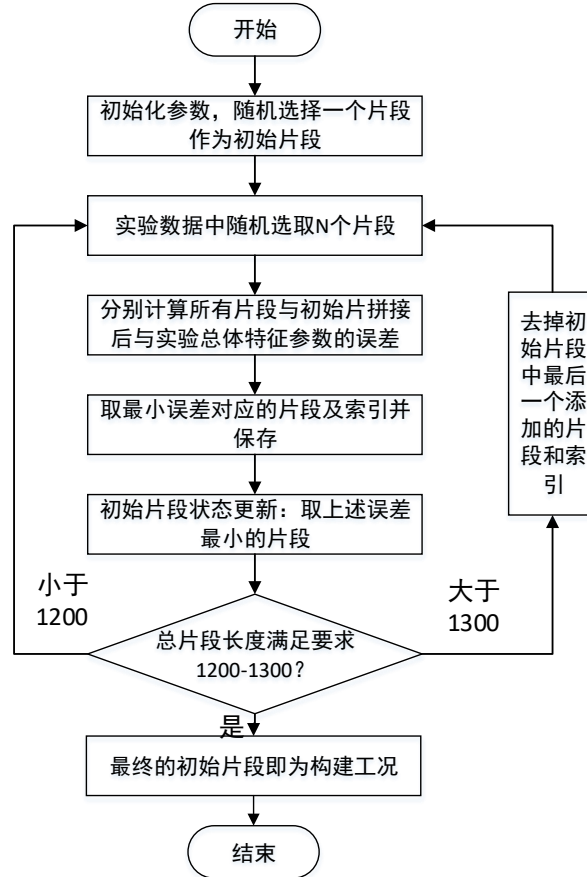 开始
初始化参数，随机选择一个片段
作为初始片段
实验数据中随机选取N个片段
分别计算所有片段与初始片拼接
后与实验总体特征参数的误差
去掉初
始片段
中最后
一个添
加的片
段和索
引
取最小误差对应的片段及索引并
保存
初始片段状态更新：取上述误差
最小的片段
小于
1200
大于
1300
总片段长度满足要求
1200-1300？
是
最终的初始片段即为构建工况
结束